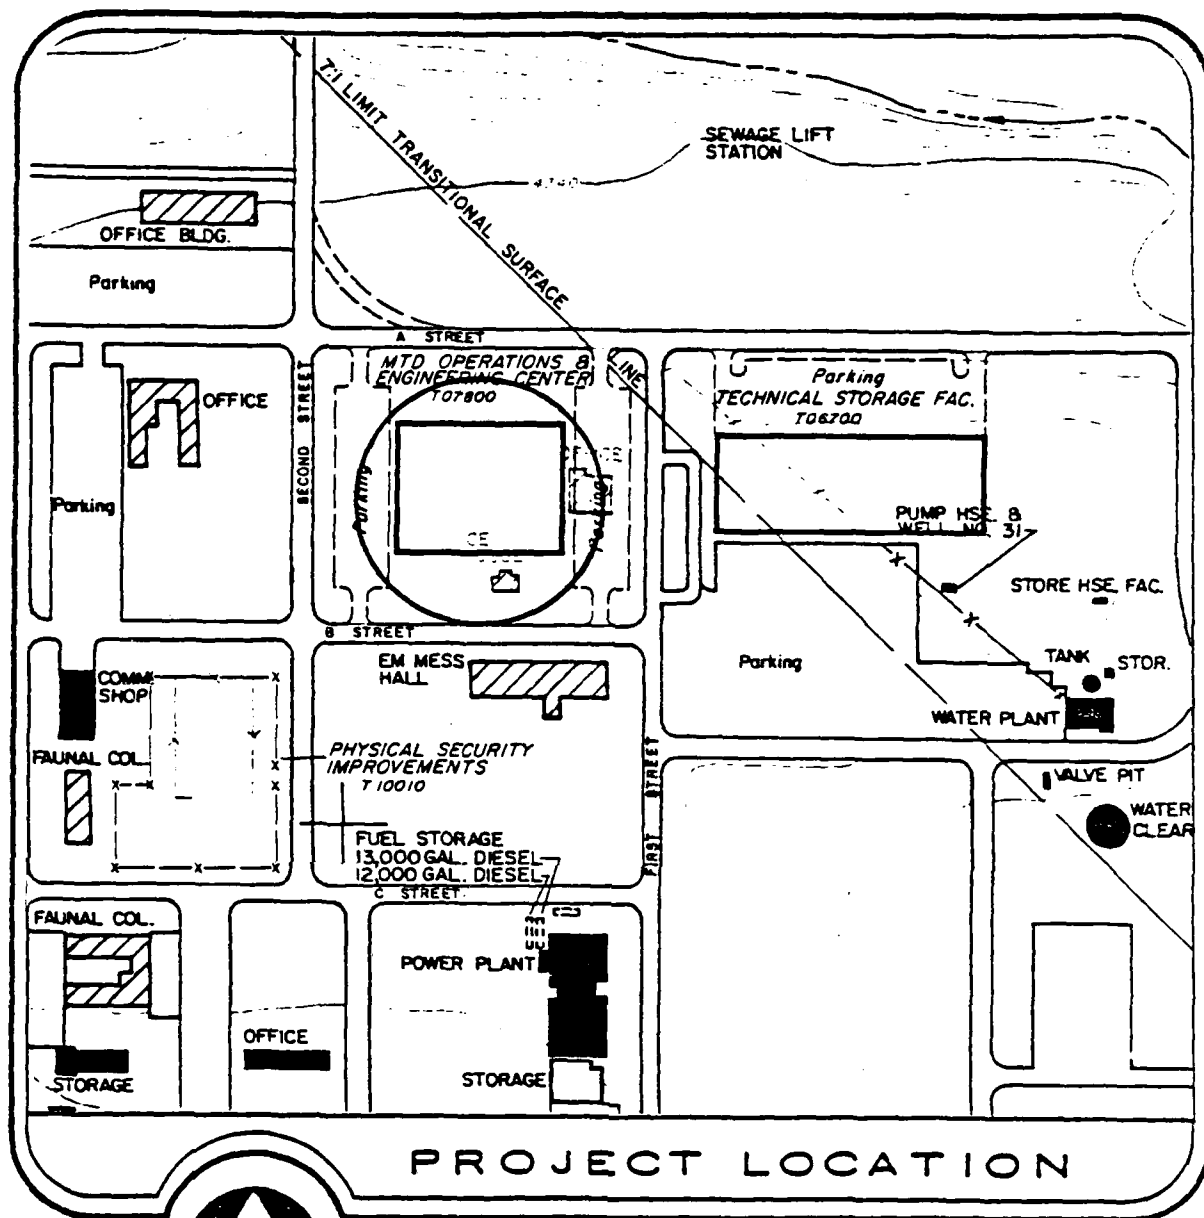 7:1 LIMIT TRANSITIONAL SURFACE
LINE
SEWAGE LIFT
STATION
4740
OFFICE BLDG.
Parking
A STREET
MTD OPERATIONS &
ENGINEERING CENTER
T07800
Parking
TECHNICAL STORAGE FAC.
T06200
OFFICE
SECOND STREET
Parking
Parking
Parking
CE
PUMP HSE. &
WELL NO. 31
STORE HSE. FAC.
B STREET
EM MESS
HALL
Parking
TANK
STOR.
COMM
SHOP
WATER PLANT
FAUNAL COL.
PHYSICAL SECURITY
IMPROVEMENTS
T10010
FIRST STREET
VALVE PIT
WATER
CLEAR
FUEL STORAGE
13,000 GAL. DIESEL
12,000 GAL. DIESEL
C STREET
FAUNAL COL.
POWER PLANT
OFFICE
STORAGE
STORAGE
PROJECT LOCATION